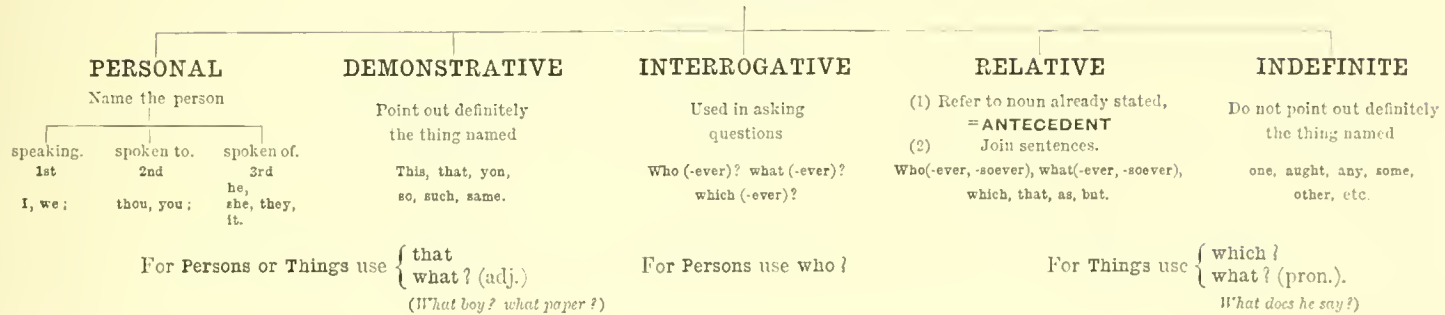 PERSONAL
Name the person
speaking. spoken to. spoken of.
1st 2nd 3rd
I, we; thou, you; he,
she, they,
it.
DEMONSTRATIVE
Point out definitely
the thing named
This, that, yon,
so, such, same.
INTERROGATIVE
Used in asking
questions
Who (-ever)? what (-ever)?
which (-ever)?
RELATIVE
(1) Refer to noun already stated,
=ANTECEDENT
(2) Join sentences.
Who(-ever, -soever), what(-ever, -soever),
which, that, as, but.
INDEFINITE
Do not point out definitely
the thing named
one, aught, any, some,
other, etc.
For Persons or Things use { that
what? (adj.)
(What boy? what paper?)
For Persons use who?
For Things use { which?
what? (pron.).
What does he say?)